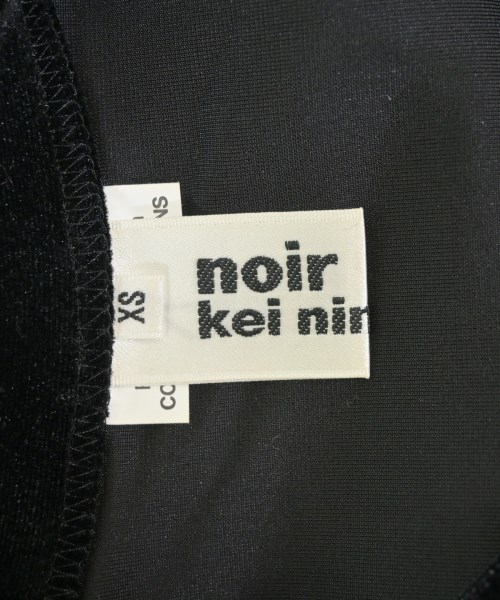 noir
kei nin
XS